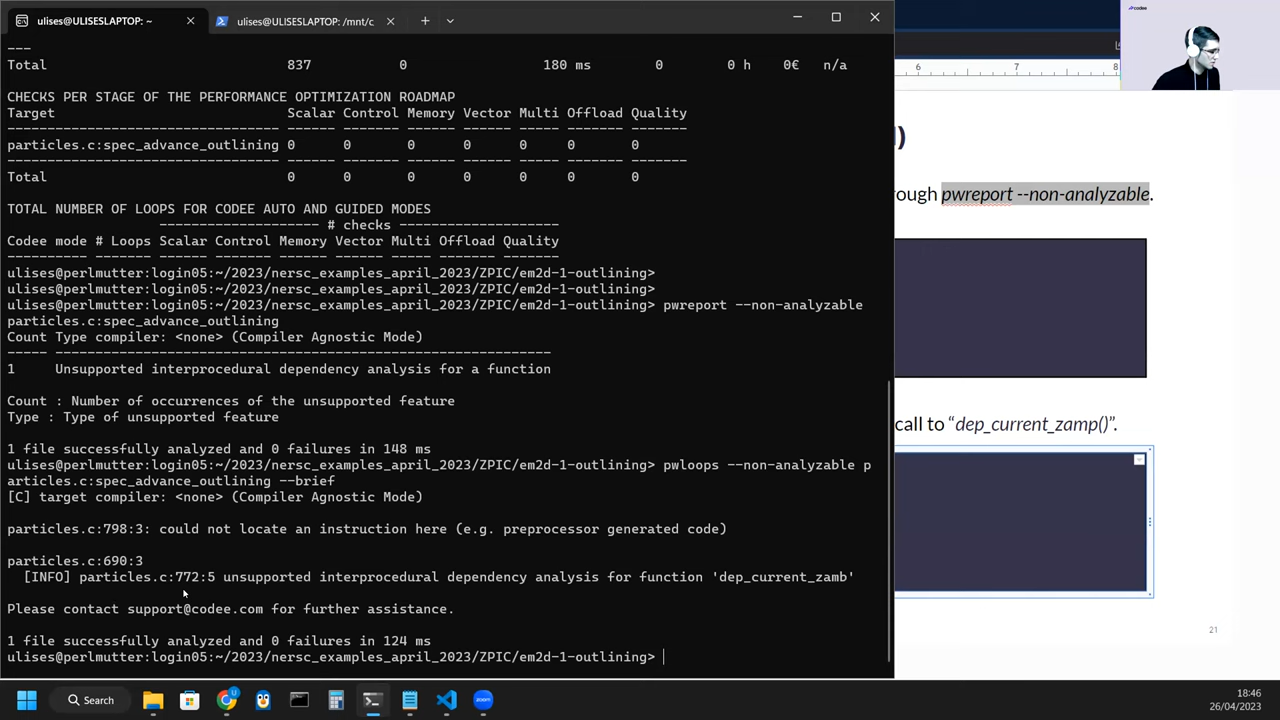 ulises@ULISESLAPTOP: ~
ulises@ULISESLAPTOP: /mnt/c
---
Total 837 0 180 ms 0 0 h 0€ n/a
CHECKS PER STAGE OF THE PERFORMANCE OPTIMIZATION ROADMAP
Target Scalar Control Memory Vector Multi Offload Quality
---------------------------------- ------ ------- ------ ------ ----- ------- -------
particles.c:spec_advance_outlining 0 0 0 0 0 0 0
---------------------------------- ------ ------- ------ ------ ----- ------- -------
Total 0 0 0 0 0 0 0
TOTAL NUMBER OF LOOPS FOR CODEE AUTO AND GUIDED MODES
-------------------- # checks --------------------
Codee mode # Loops Scalar Control Memory Vector Multi Offload Quality
---------- ------- ------ ------- ------ ------ ----- ------- -------
ulises@perlmutter:login05:~/2023/nersc_examples_april_2023/ZPIC/em2d-1-outlining>
ulises@perlmutter:login05:~/2023/nersc_examples_april_2023/ZPIC/em2d-1-outlining>
ulises@perlmutter:login05:~/2023/nersc_examples_april_2023/ZPIC/em2d-1-outlining> pwreport --non-analyzable
particles.c:spec_advance_outlining
Count Type compiler: <none> (Compiler Agnostic Mode)
----- --------------------------------------------------------------
1 Unsupported interprocedural dependency analysis for a function
Count : Number of occurrences of the unsupported feature
Type : Type of unsupported feature
1 file successfully analyzed and 0 failures in 148 ms
ulises@perlmutter:login05:~/2023/nersc_examples_april_2023/ZPIC/em2d-1-outlining> pwloops --non-analyzable p
articles.c:spec_advance_outlining --brief
[C] target compiler: <none> (Compiler Agnostic Mode)
particles.c:798:3: could not locate an instruction here (e.g. preprocessor generated code)
particles.c:690:3
[INFO] particles.c:772:5 unsupported interprocedural dependency analysis for function 'dep_current_zamb'
Please contact support@codee.com for further assistance.
1 file successfully analyzed and 0 failures in 124 ms
ulises@perlmutter:login05:~/2023/nersc_examples_april_2023/ZPIC/em2d-1-outlining>
codee
6 7 8
)
rough pwreport --non-analyzable.
call to “dep_current_zamp()”.
21
Search
18:46
26/04/2023